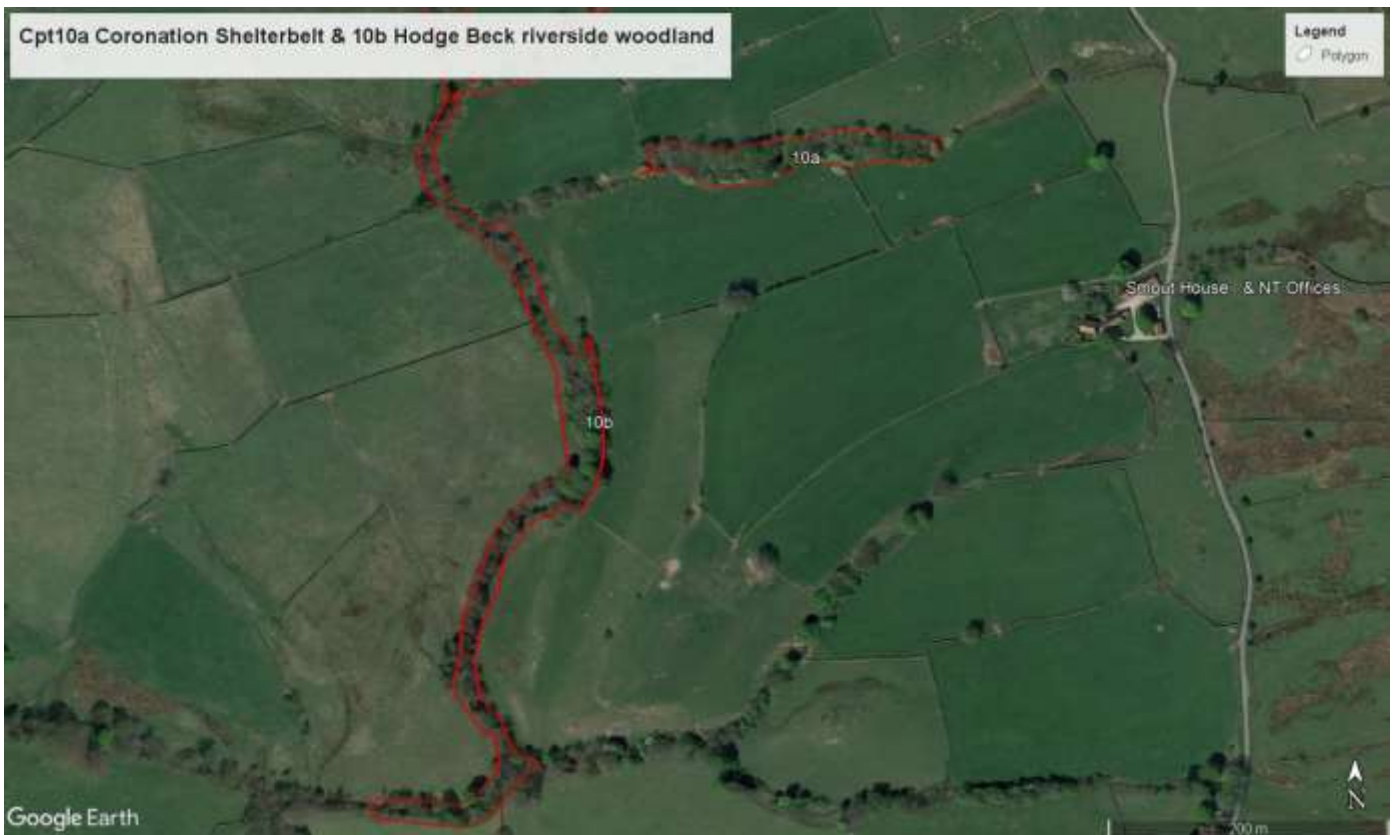 Cpt10a Coronation Shelterbelt & 10b Hodge Beck riverside woodland
Legend
Polygon
10a
Smout House & NT Offices
10b
Google Earth
N
200 m